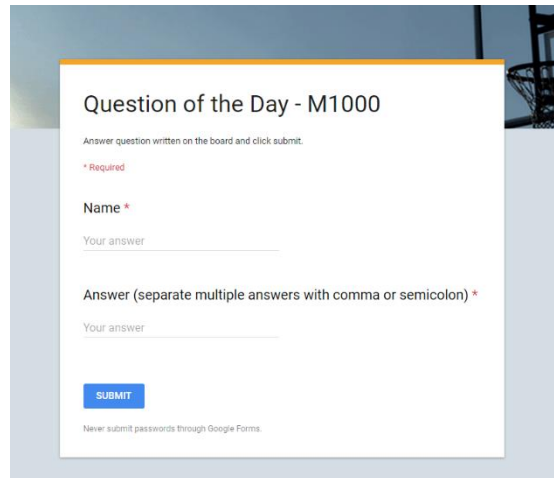 Question of the Day - M1000
Answer question written on the board and click submit.
* Required
Name *
Your answer
Answer (separate multiple answers with comma or semicolon) *
Your answer
SUBMIT
Never submit passwords through Google Forms.